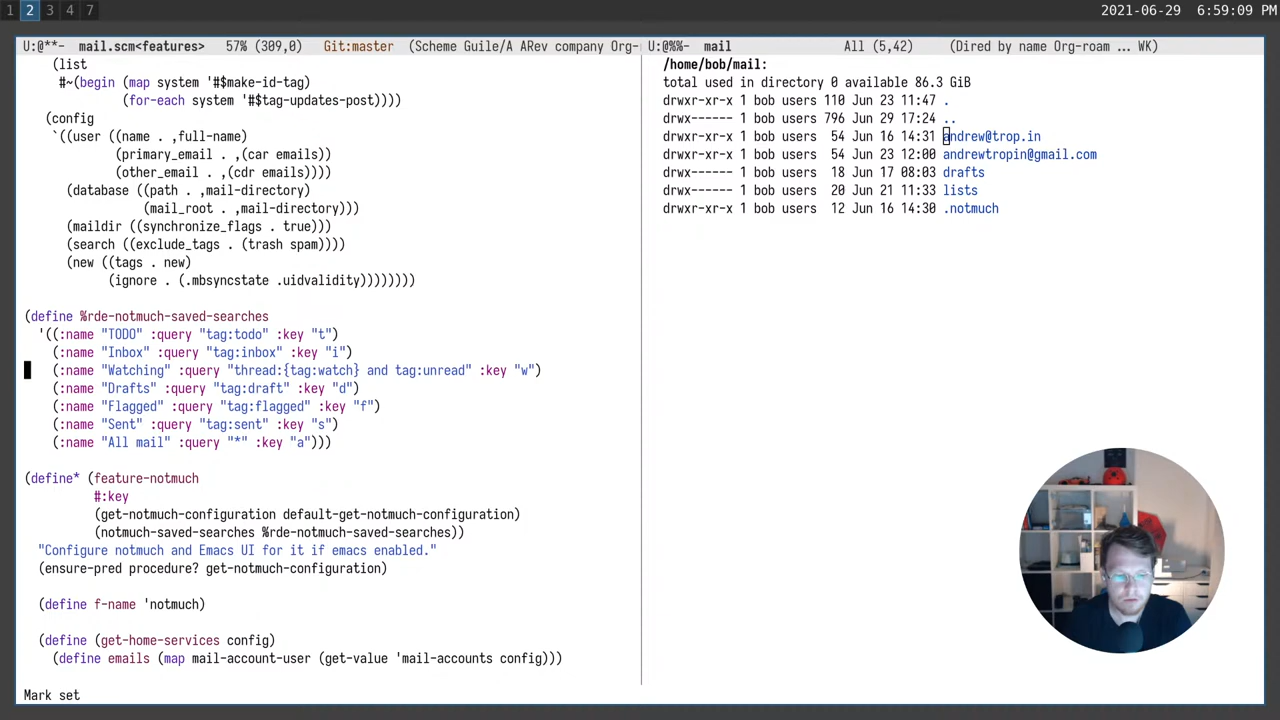 1 2 3 4 7
2021-06-29 6:59:09 PM
U:@**- mail.scm<features> 57% (309,0) Git:master (Scheme Guile/A ARev company Org-
(list
#~(begin (map system '#$make-id-tag)
(for-each system '#$tag-updates-post))))
(config
`((user ((name . ,full-name)
(primary_email . ,(car emails))
(other_email . ,(cdr emails))))
(database ((path . ,mail-directory)
(mail_root . ,mail-directory)))
(maildir ((synchronize_flags . true)))
(search ((exclude_tags . (trash spam))))
(new ((tags . new)
(ignore . (.mbsyncstate .uidvalidity))))))))
(define %rde-notmuch-saved-searches
'((:name "TODO" :query "tag:todo" :key "t")
(:name "Inbox" :query "tag:inbox" :key "i")
(:name "Watching" :query "thread:{tag:watch} and tag:unread" :key "w")
(:name "Drafts" :query "tag:draft" :key "d")
(:name "Flagged" :query "tag:flagged" :key "f")
(:name "Sent" :query "tag:sent" :key "s")
(:name "All mail" :query "*" :key "a")))
(define* (feature-notmuch
#:key
(get-notmuch-configuration default-get-notmuch-configuration)
(notmuch-saved-searches %rde-notmuch-saved-searches))
"Configure notmuch and Emacs UI for it if emacs enabled."
(ensure-pred procedure? get-notmuch-configuration)
(define f-name 'notmuch)
(define (get-home-services config)
(define emails (map mail-account-user (get-value 'mail-accounts config)))
Mark set
U:@%%- mail All (5,42) (Dired by name Org-roam ... WK)
/home/bob/mail:
total used in directory 0 available 86.3 GiB
drwxr-xr-x 1 bob users 110 Jun 23 11:47 .
drwx------ 1 bob users 796 Jun 29 17:24 ..
drwxr-xr-x 1 bob users 54 Jun 16 14:31 andrew@trop.in
drwxr-xr-x 1 bob users 54 Jun 23 12:00 andrewtropin@gmail.com
drwx------ 1 bob users 18 Jun 17 08:03 drafts
drwx------ 1 bob users 20 Jun 21 11:33 lists
drwxr-xr-x 1 bob users 12 Jun 16 14:30 .notmuch